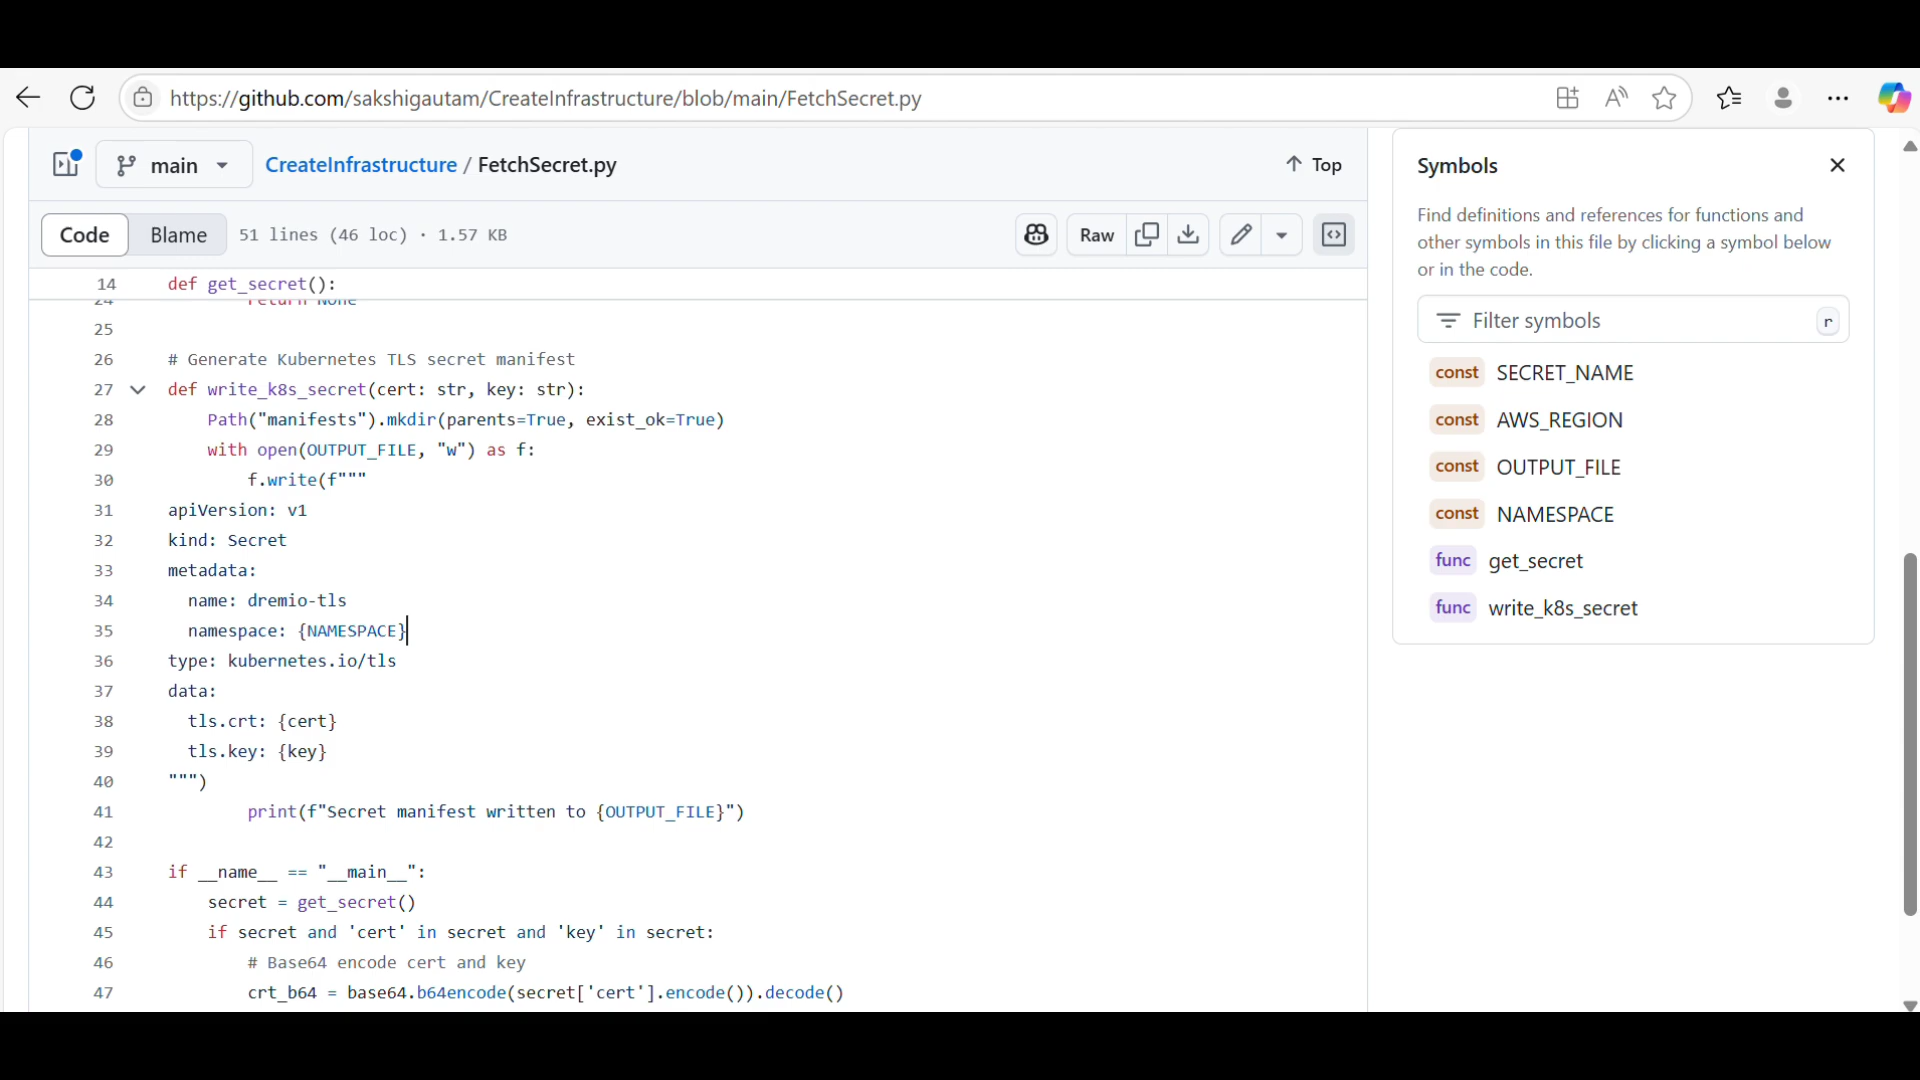 https://github.com/sakshigautam/CreateInfrastructure/blob/main/FetchSecret.py
main
CreateInfrastructure / FetchSecret.py
Top
Code
Blame
51 lines (46 loc) · 1.57 KB
Raw
14 def get_secret():
24 return None
25
26 # Generate Kubernetes TLS secret manifest
27 def write_k8s_secret(cert: str, key: str):
28 Path("manifests").mkdir(parents=True, exist_ok=True)
29 with open(OUTPUT_FILE, "w") as f:
30 f.write(f"""
31 apiVersion: v1
32 kind: Secret
33 metadata:
34 name: dremio-tls
35 namespace: {NAMESPACE}
36 type: kubernetes.io/tls
37 data:
38 tls.crt: {cert}
39 tls.key: {key}
40 """)
41 print(f"Secret manifest written to {OUTPUT_FILE}")
42
43 if __name__ == "__main__":
44 secret = get_secret()
45 if secret and 'cert' in secret and 'key' in secret:
46 # Base64 encode cert and key
47 crt_b64 = base64.b64encode(secret['cert'].encode()).decode()
Symbols
Find definitions and references for functions and
other symbols in this file by clicking a symbol below
or in the code.
Filter symbols
r
const SECRET_NAME
const AWS_REGION
const OUTPUT_FILE
const NAMESPACE
func get_secret
func write_k8s_secret